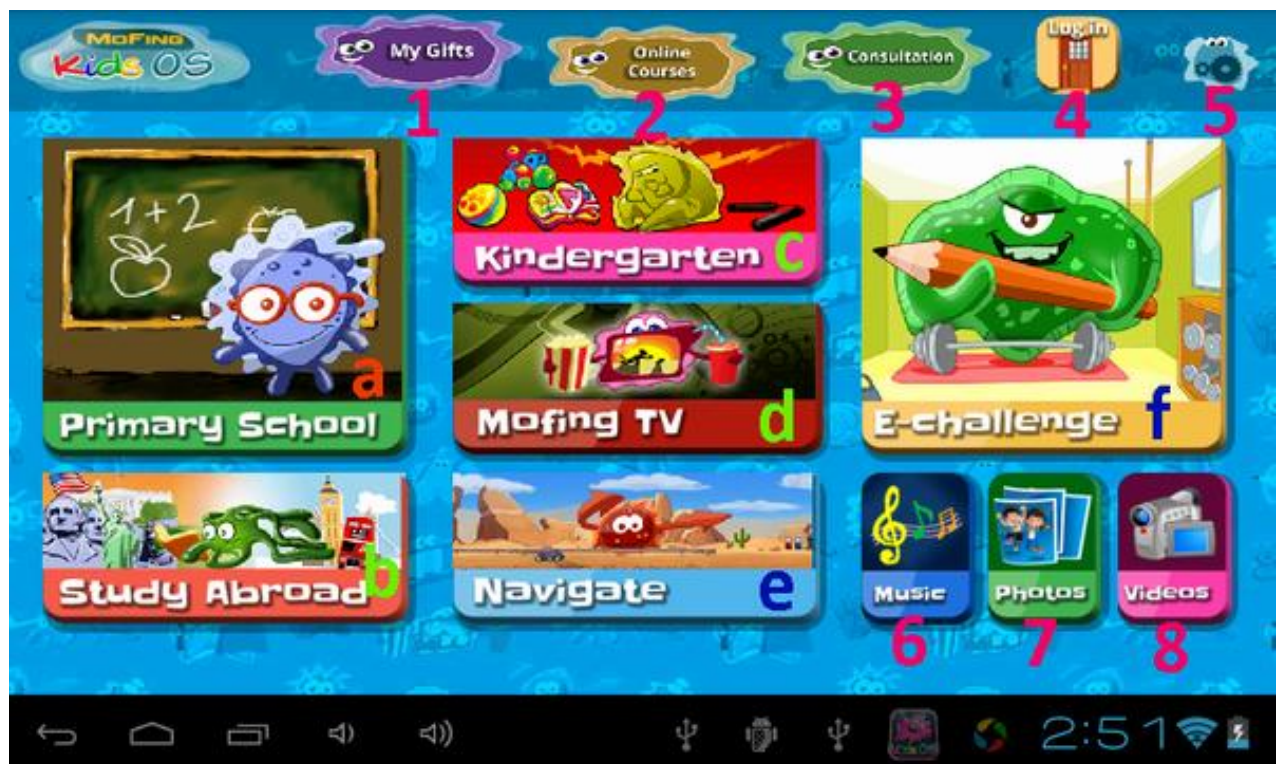 MoFing
Kids OS
My Gifts
Online
Courses
Consultation
Log in
1
2
3
4
5
1+2
a
Primary School
Kindergarten c
Mofing TV d
E-challenge f
Study Abroad b
Navigate e
Music
Photos
Videos
6
7
8
2:51